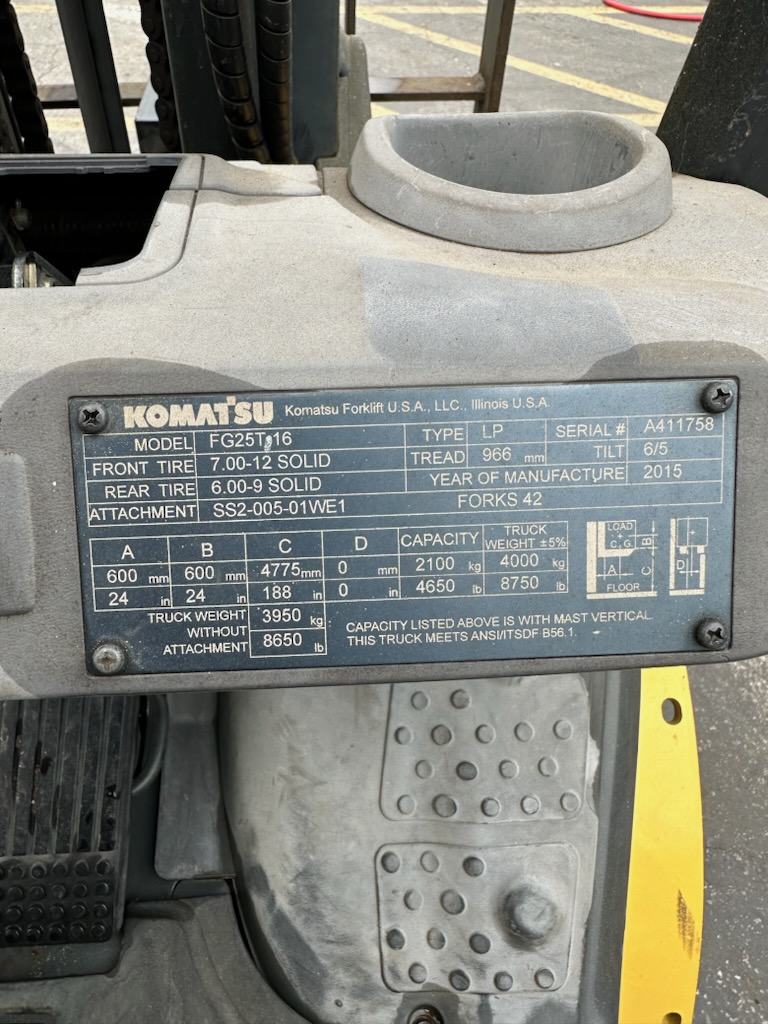 KOMATSU Komatsu Forklift U.S.A., LLC., Illinois U.S.A
MODEL FG25T-16 TYPE LP SERIAL # A411758
FRONT TIRE 7.00-12 SOLID TREAD 966 mm TILT 6/5
REAR TIRE 6.00-9 SOLID YEAR OF MANUFACTURE 2015
ATTACHMENT SS2-005-01WE1 FORKS 42
A B C D CAPACITY TRUCK WEIGHT ±5%
600 mm 600 mm 4775 mm 0 mm 2100 kg 4000 kg
24 in 24 in 188 in 0 in 4650 lb 8750 lb
TRUCK WEIGHT WITHOUT ATTACHMENT 3950 kg
8650 lb
CAPACITY LISTED ABOVE IS WITH MAST VERTICAL.
THIS TRUCK MEETS ANSI/ITSDF B56.1.
LOAD
C. G B
A C
FLOOR
D